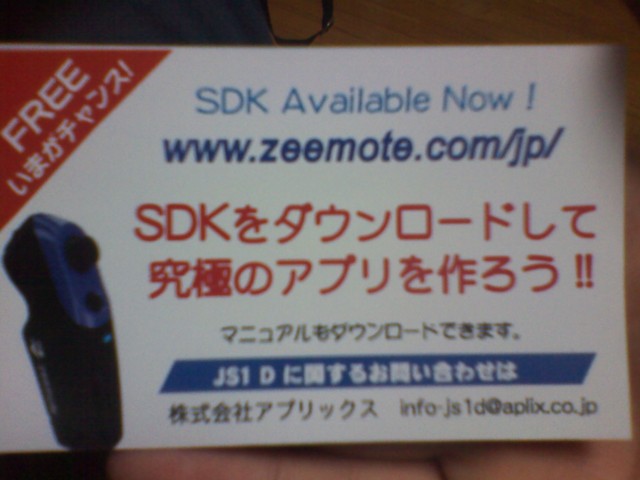 FREE
いまがチャンス!
SDK Available Now !
www.zeemote.com/jp/
SDKをダウンロードして
究極のアプリを作ろう!!
マニュアルもダウンロードできます。
JS1 D に関するお問い合わせは
株式会社アプリックス info-js1d@aplix.co.jp